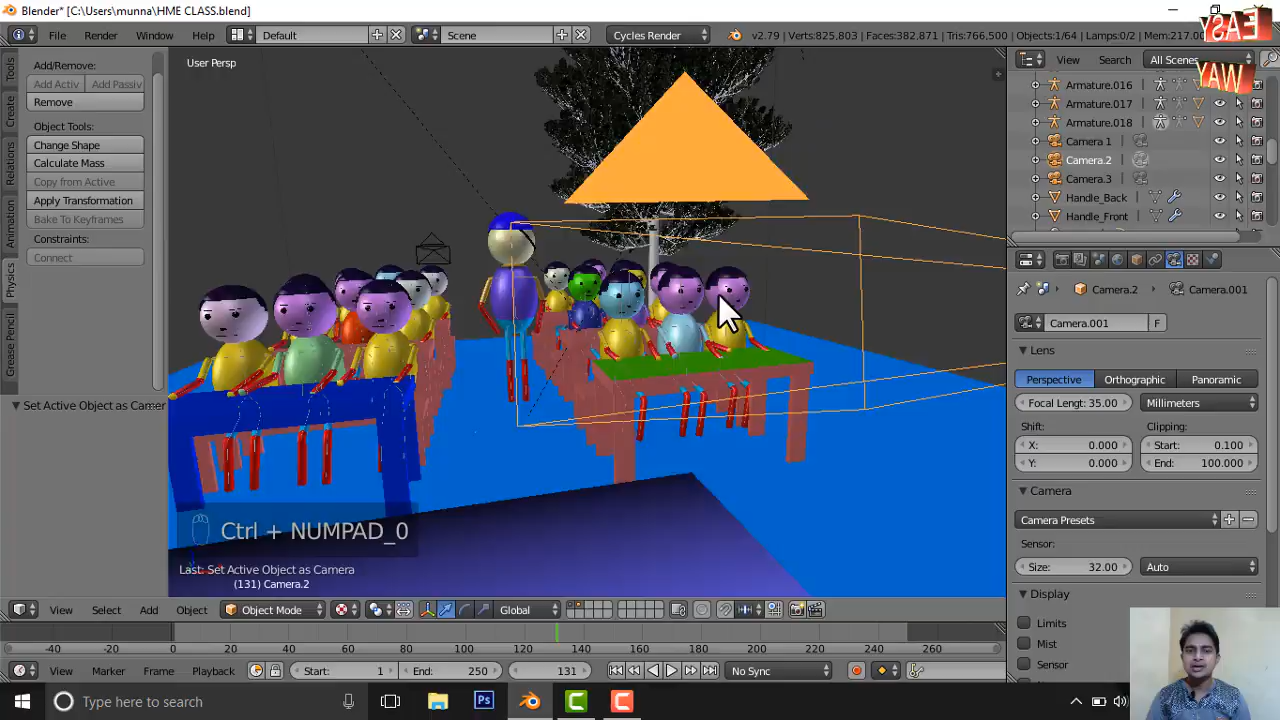 Blender* [C:\Users\munna\HME CLASS.blend]
File Render Window Help Default Scene Cycles Render v2.79 | Verts:825,803 | Faces:382,871 | Tris:766,500 | Objects:1/64 | Lamps:0/2 | Mem:217.0
EASY
WAY
Tools
Create
Relations
Animation
Physics
Grease Pencil
Add/Remove:
Add Activ Add Passiv
Remove
Object Tools:
Change Shape
Calculate Mass
Copy from Active
Apply Transformation
Bake To Keyframes
Constraints:
Connect
Set Active Object as Camer
User Persp
Ctrl + NUMPAD_0
Last: Set Active Object as Camera
(131) Camera.2
View Search All Scenes
Armature.016
Armature.017
Armature.018
Camera 1
Camera.2
Camera.3
Handle_Back
Handle_Front
Camera.2 Camera.001
Camera.001 F
Lens
Perspective Orthographic Panoramic
Focal Lengt: 35.00 Millimeters
Shift: Clipping:
X: 0.000 Start: 0.100
Y: 0.000 End: 100.000
Camera
Camera Presets
Sensor:
Size: 32.00 Auto
Display
Limits
Mist
Sensor
View Select Add Object Object Mode Global
-40 -20 0 20 40 60 80 100 120 140 160 180 200 220 240 260
View Marker Frame Playback Start: 1 End: 250 131 No Sync
Type here to search